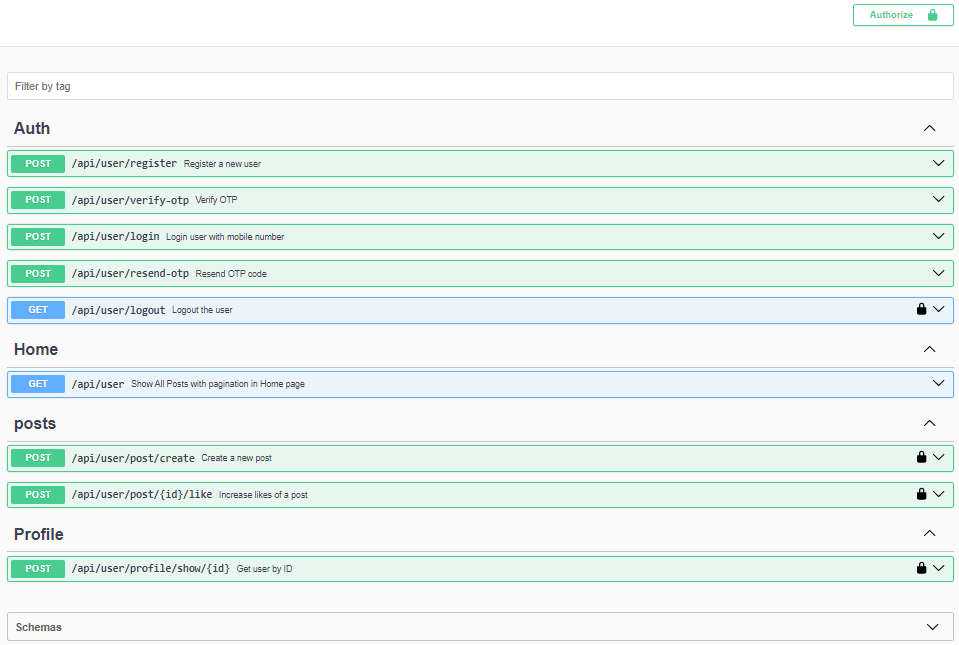 Authorize
Filter by tag
Auth
POST /api/user/register Register a new user
POST /api/user/verify-otp Verify OTP
POST /api/user/login Login user with mobile number
POST /api/user/resend-otp Resend OTP code
GET /api/user/logout Logout the user
Home
GET /api/user Show All Posts with pagination in Home page
posts
POST /api/user/post/create Create a new post
POST /api/user/post/{id}/like Increase likes of a post
Profile
POST /api/user/profile/show/{id} Get user by ID
Schemas